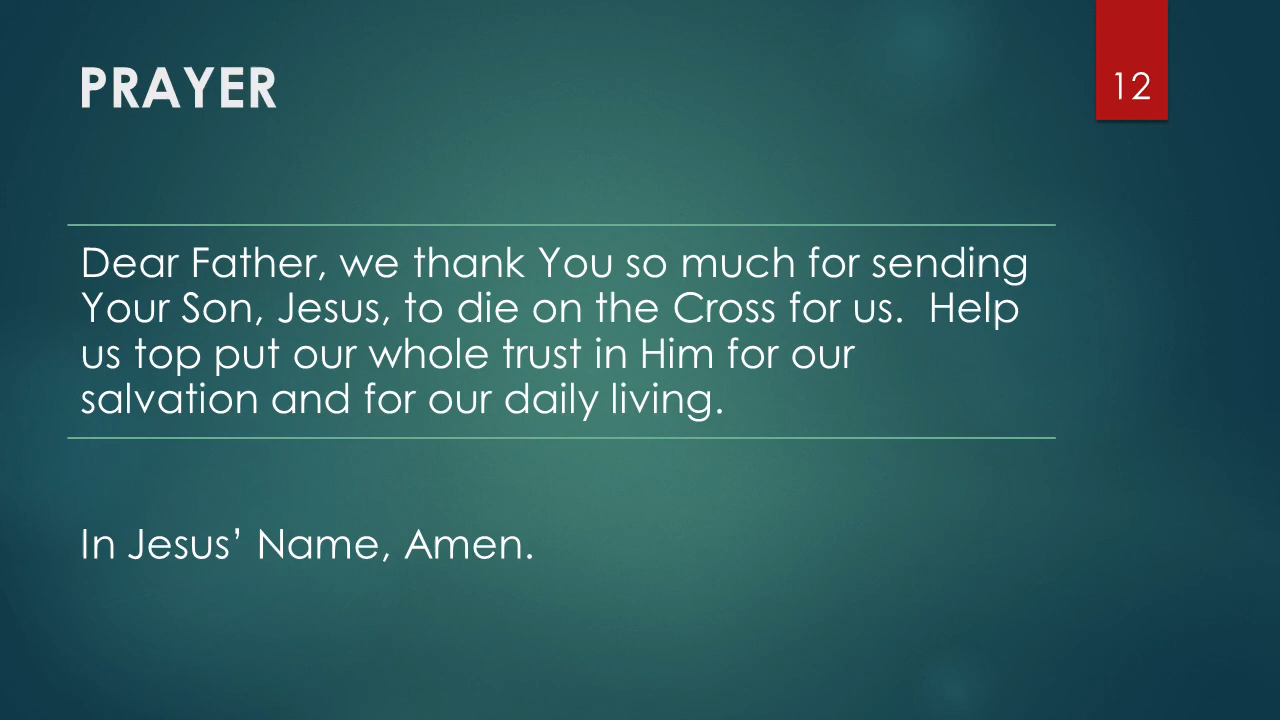 PRAYER
12
Dear Father, we thank You so much for sending
Your Son, Jesus, to die on the Cross for us.  Help
us top put our whole trust in Him for our
salvation and for our daily living.
In Jesus’ Name, Amen.